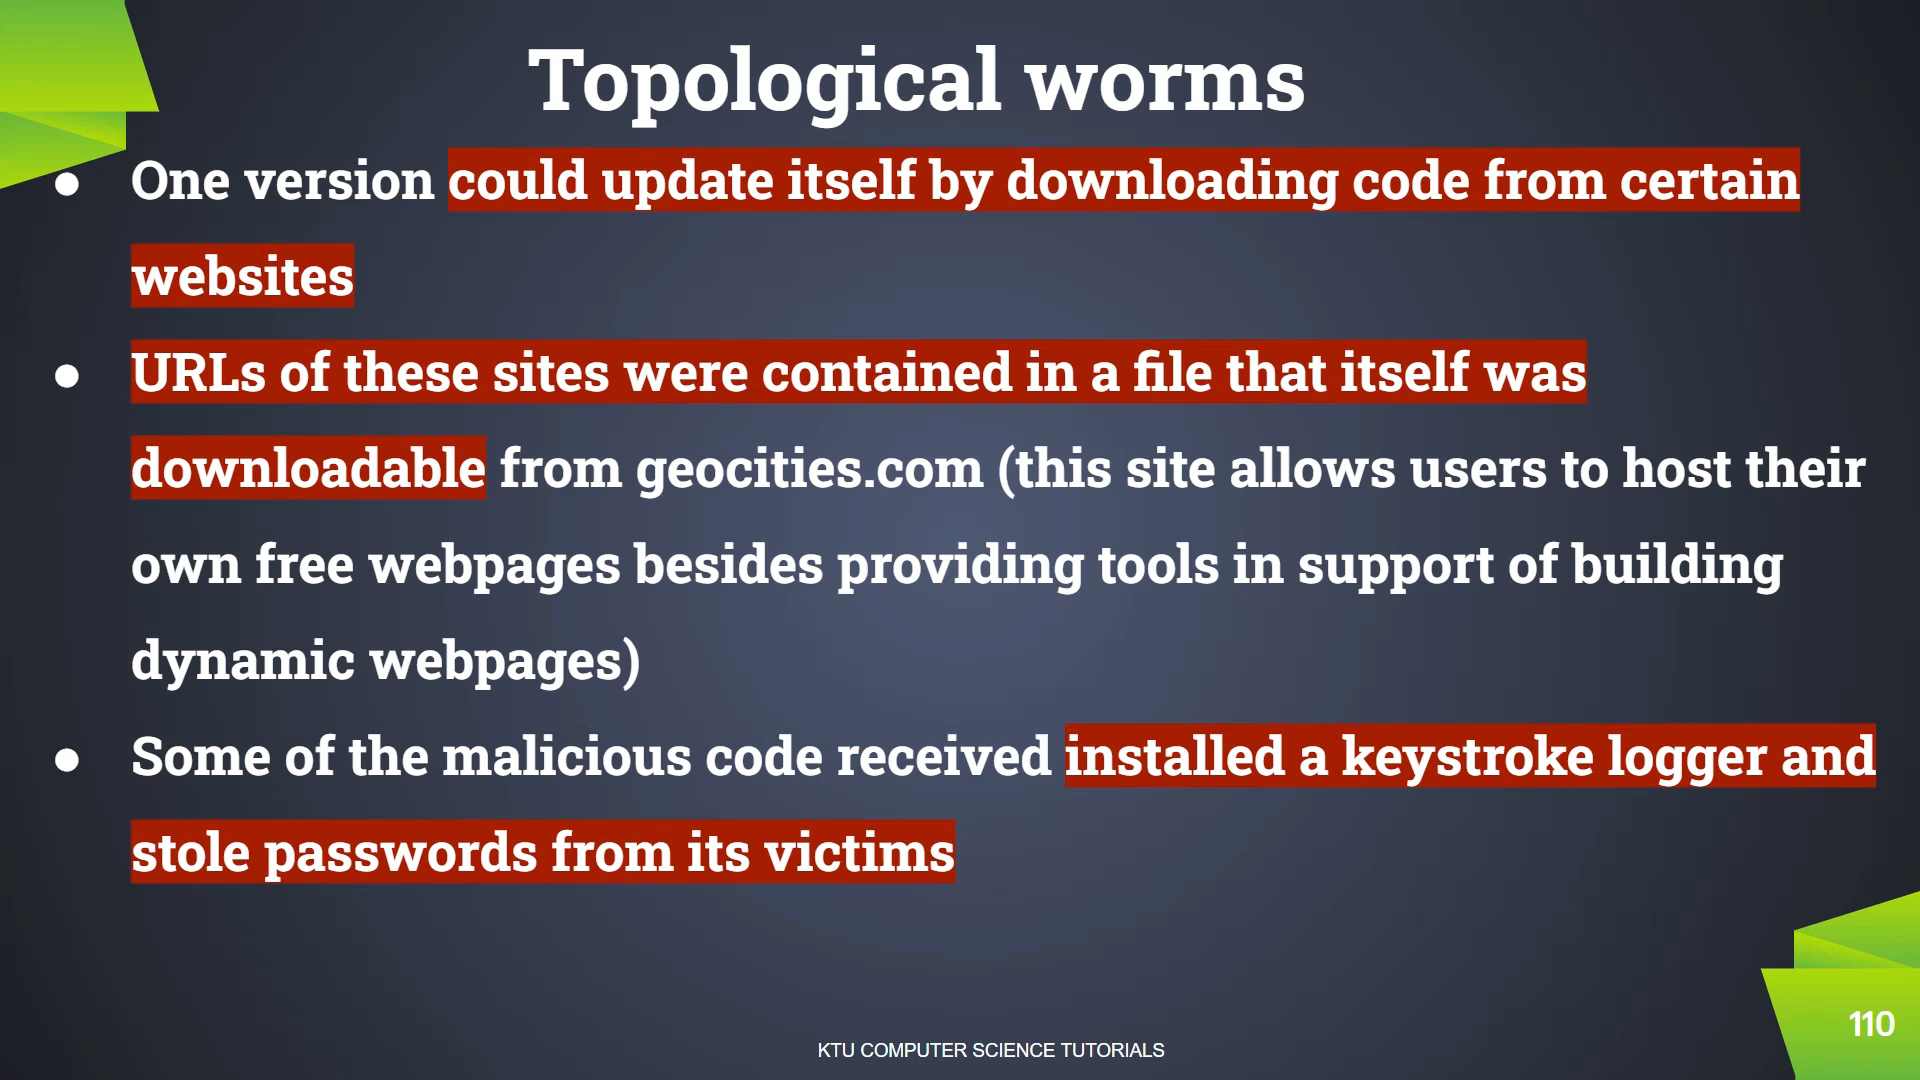 Topological worms
● One version could update itself by downloading code from certain
websites
● URLs of these sites were contained in a file that itself was
downloadable from geocities.com (this site allows users to host their
own free webpages besides providing tools in support of building
dynamic webpages)
● Some of the malicious code received installed a keystroke logger and
stole passwords from its victims
110
KTU COMPUTER SCIENCE TUTORIALS